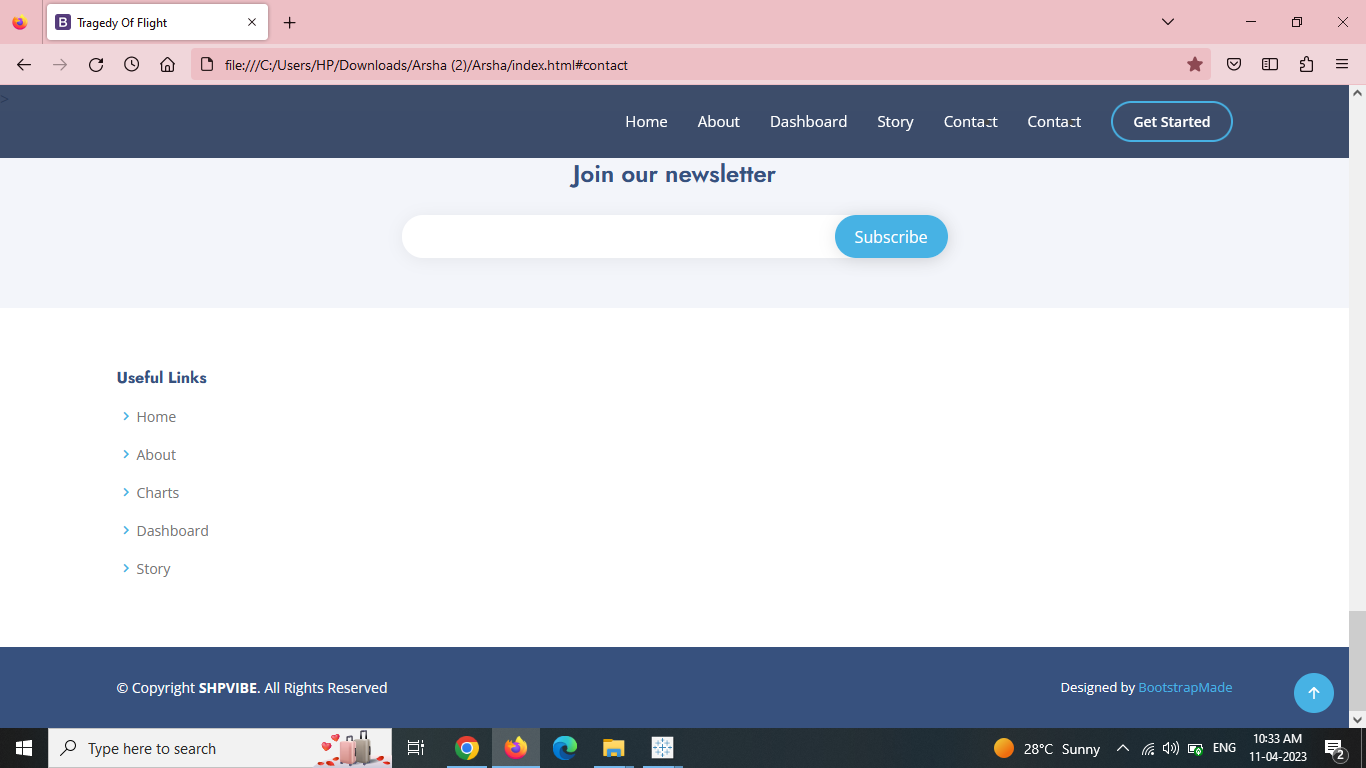 Tragedy Of Flight
file:///C:/Users/HP/Downloads/Arsha (2)/Arsha/index.html#contact
>
Home About Dashboard Story Contact Contact Get Started
Join our newsletter
Subscribe
Useful Links
Home
About
Charts
Dashboard
Story
© Copyright SHPVIBE. All Rights Reserved
Designed by BootstrapMade
Type here to search
28°C Sunny
ENG
10:33 AM
11-04-2023
2